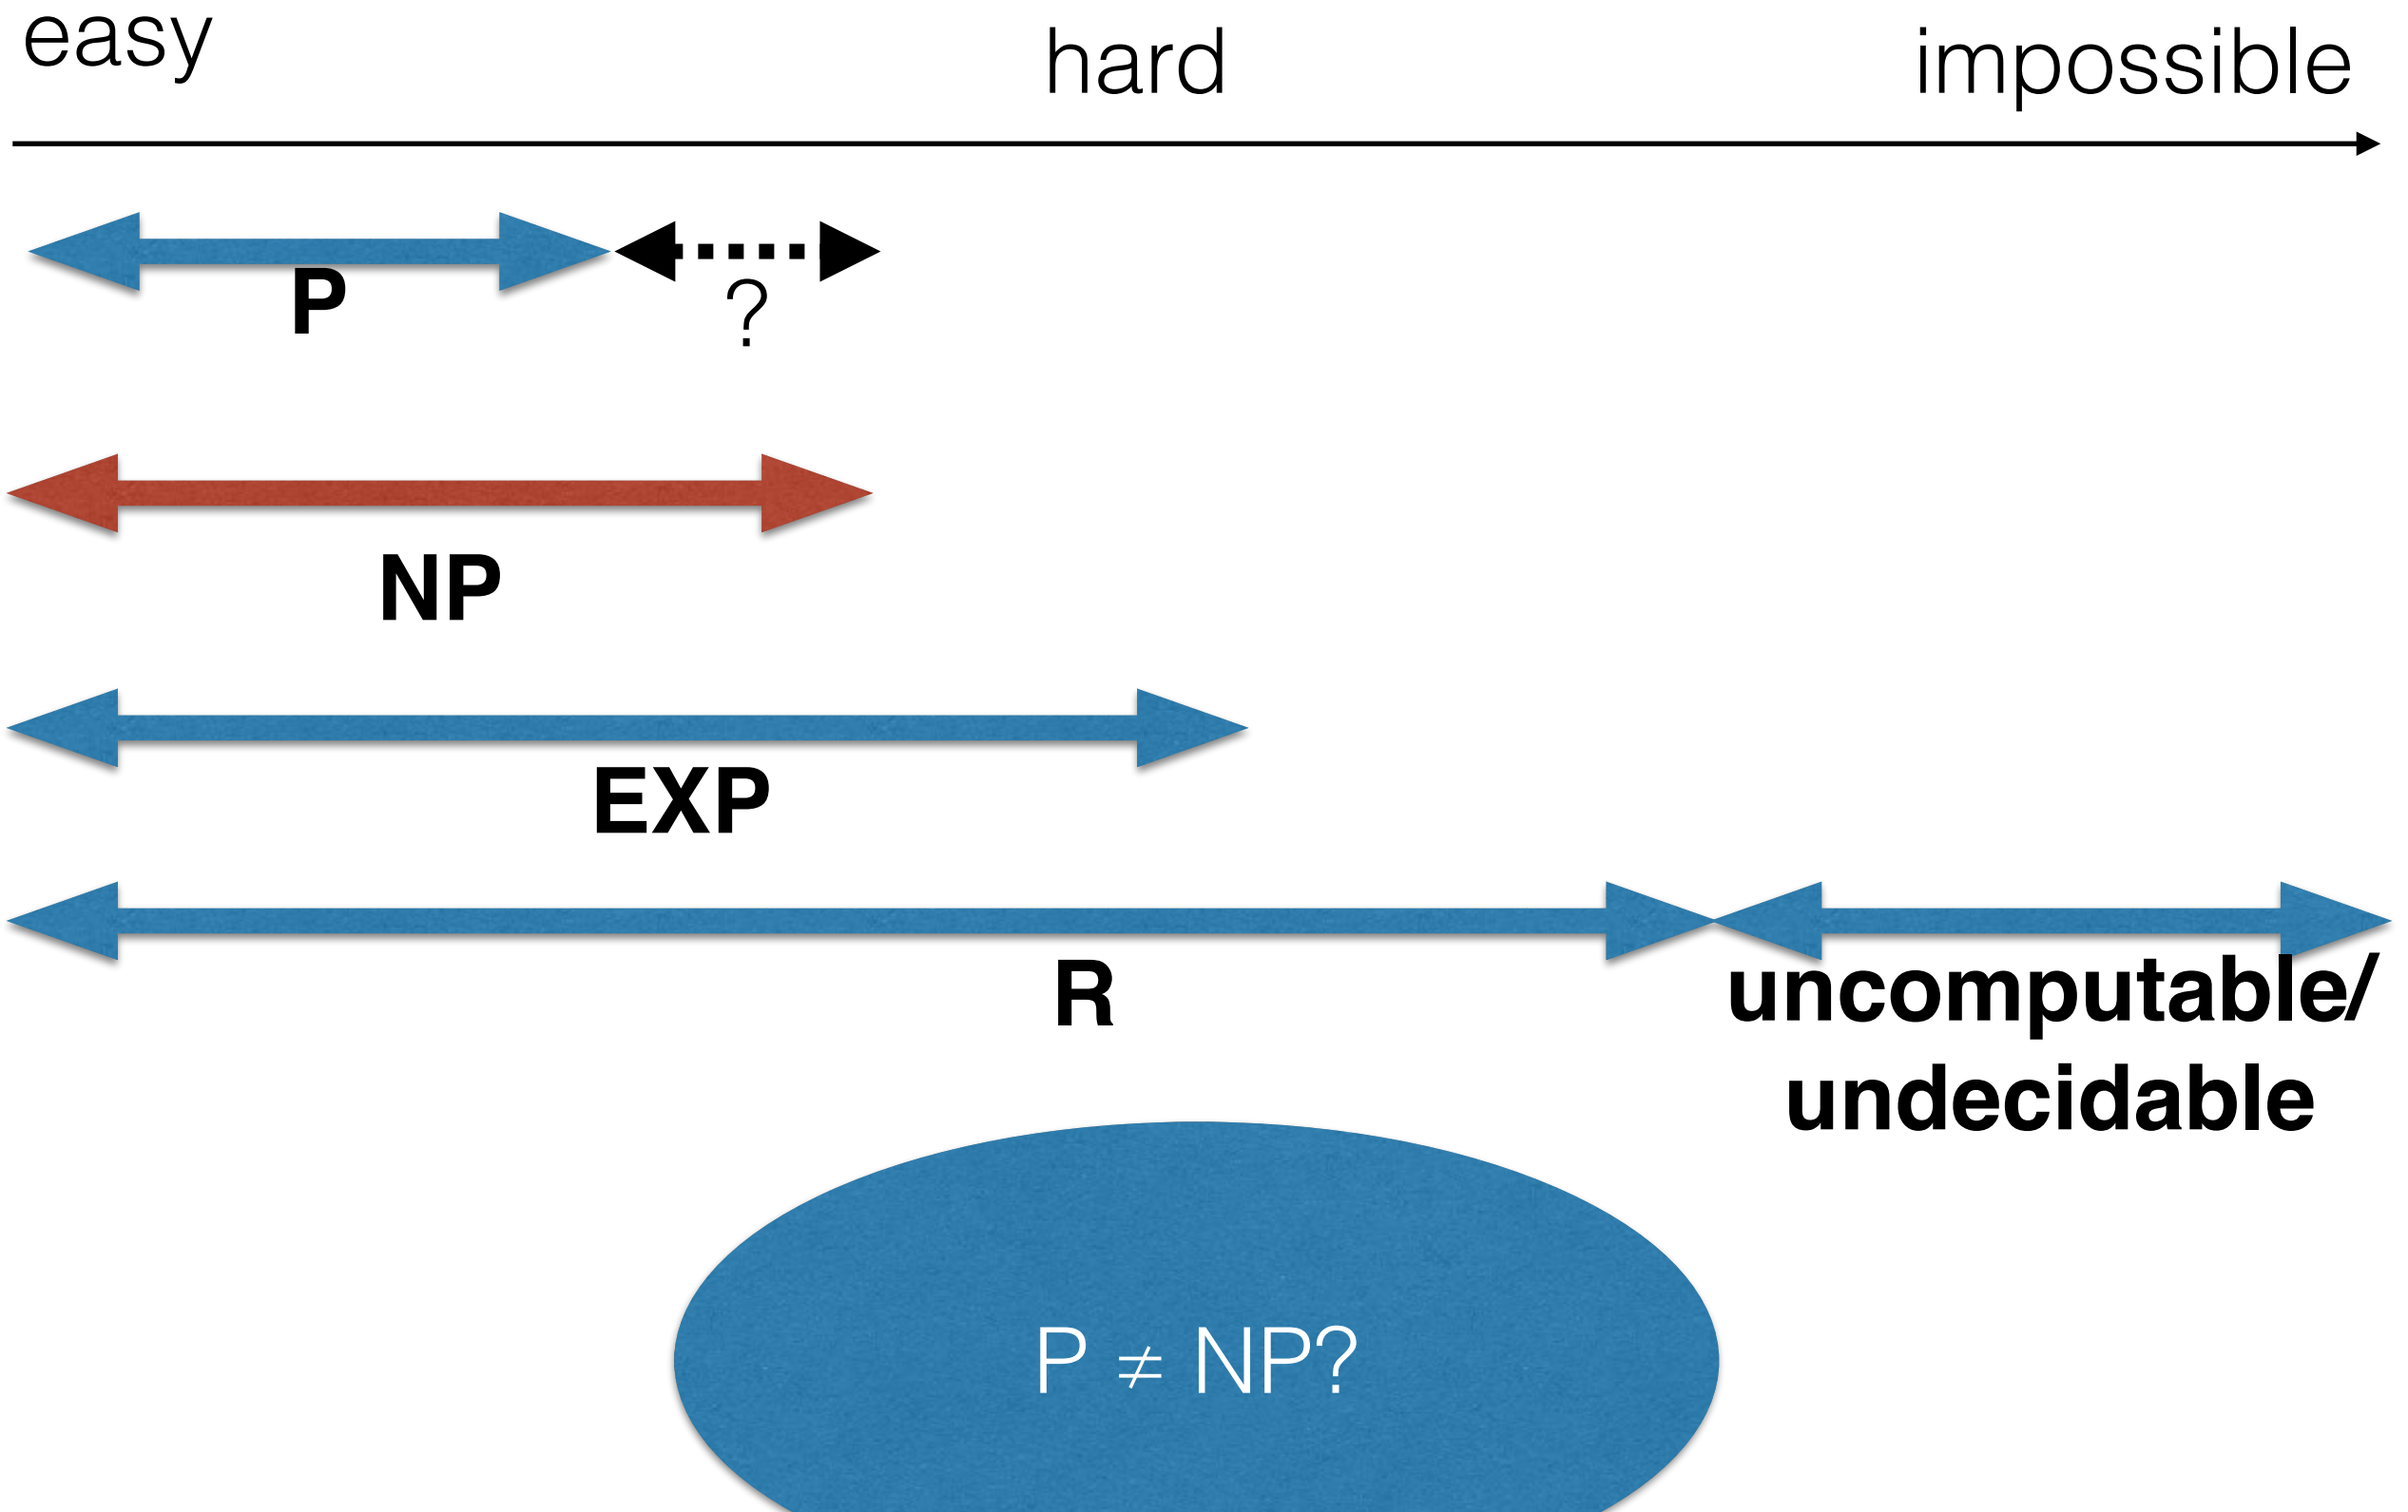 easy hard impossible
P
?
NP
EXP
R
uncomputable/
undecidable
P ≠ NP?